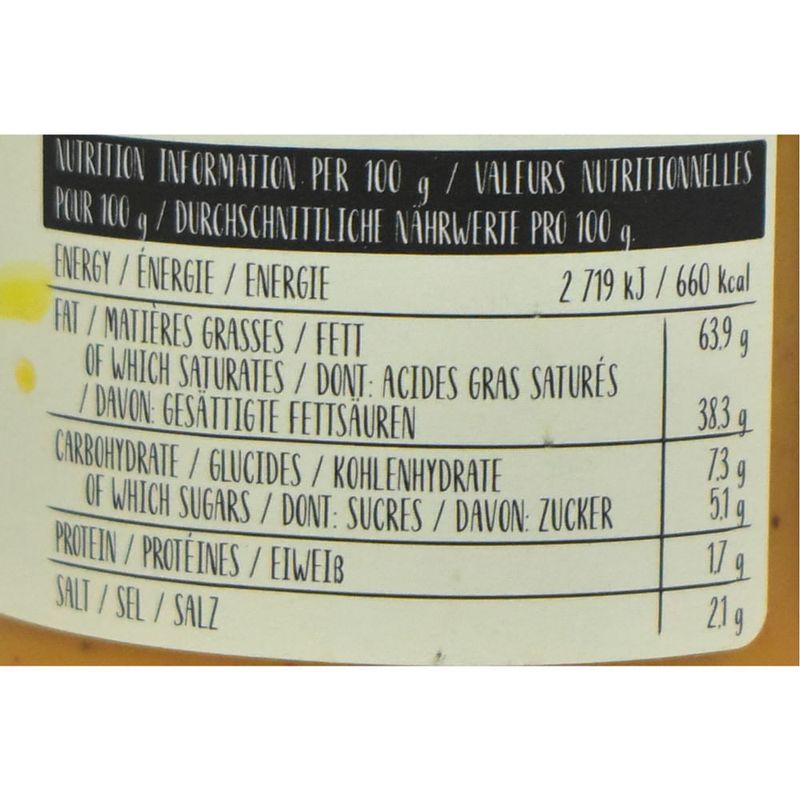 NUTRITION INFORMATION PER 100 g / VALEURS NUTRITIONNELLES
POUR 100 g / DURCHSCHNITTLICHE NÄHRWERTE PRO 100 g.
ENERGY / ÉNERGIE / ENERGIE 2 719 kJ / 660 Kcal
FAT / MATIÈRES GRASSES / FETT 63,9 g
OF WHICH SATURATES / DONT: ACIDES GRAS SATURÉS
/ DAVON: GESÄTTIGTE FETTSÄUREN 38,3 g
CARBOHYDRATE / GLUCIDES / KOHLENHYDRATE 7,3 g
OF WHICH SUGARS / DONT: SUCRES / DAVON: ZUCKER 5,1 g
PROTEIN / PROTÉINES / EIWEIß 1,7 g
SALT / SEL / SALZ 2,1 g